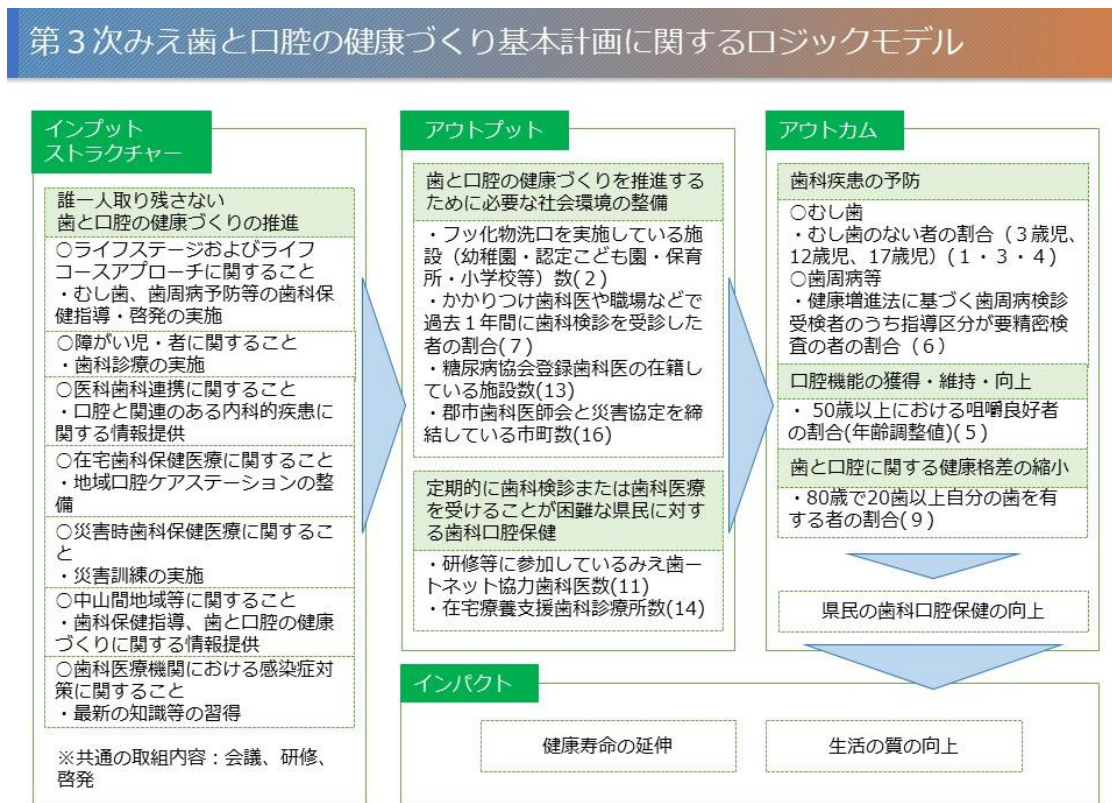 第３次みえ歯と口腔の健康づくり基本計画に関するロジックモデル
インプット
ストラクチャー
誰一人取り残さない
歯と口腔の健康づくりの推進
○ライフステージおよびライフ
コースアプローチに関すること
・むし歯、歯周病予防等の歯科保
健指導・啓発の実施
○障がい児・者に関すること
・歯科診療の実施
○医科歯科連携に関すること
・口腔と関連のある内科的疾患に
関する情報提供
○在宅歯科保健医療に関すること
・地域口腔ケアステーションの整
備
○災害時歯科保健医療に関するこ
と
・災害訓練の実施
○中山間地域等に関すること
・歯科保健指導、歯と口腔の健康
づくりに関する情報提供
○歯科医療機関における感染症対
策に関すること
・最新の知識等の習得
※共通の取組内容：会議、研修、
啓発
アウトプット
歯と口腔の健康づくりを推進する
ために必要な社会環境の整備
・フッ化物洗口を実施している施
設（幼稚園・認定こども園・保育
所・小学校等）数(２)
・かかりつけ歯科医や職場などで
過去１年間に歯科検診を受診した
者の割合(７)
・糖尿病協会登録歯科医の在籍し
ている施設数(13)
・郡市歯科医師会と災害協定を締
結している市町数(16)
定期的に歯科検診または歯科医療
を受けることが困難な県民に対す
る歯科口腔保健
・研修等に参加しているみえ歯ー
トネット協力歯科医数(11)
・在宅療養支援歯科診療所数(14)
アウトカム
歯科疾患の予防
○むし歯
・むし歯のない者の割合（３歳児、
12歳児、17歳児）(１・３・４)
○歯周病等
・健康増進法に基づく歯周病検診
受検者のうち指導区分が要精密検
査の者の割合（６）
口腔機能の獲得・維持・向上
・ 50歳以上における咀嚼良好者
の割合(年齢調整値)(５)
歯と口腔に関する健康格差の縮小
・80歳で20歯以上自分の歯を有
する者の割合(９)
県民の歯科口腔保健の向上
インパクト
健康寿命の延伸
生活の質の向上